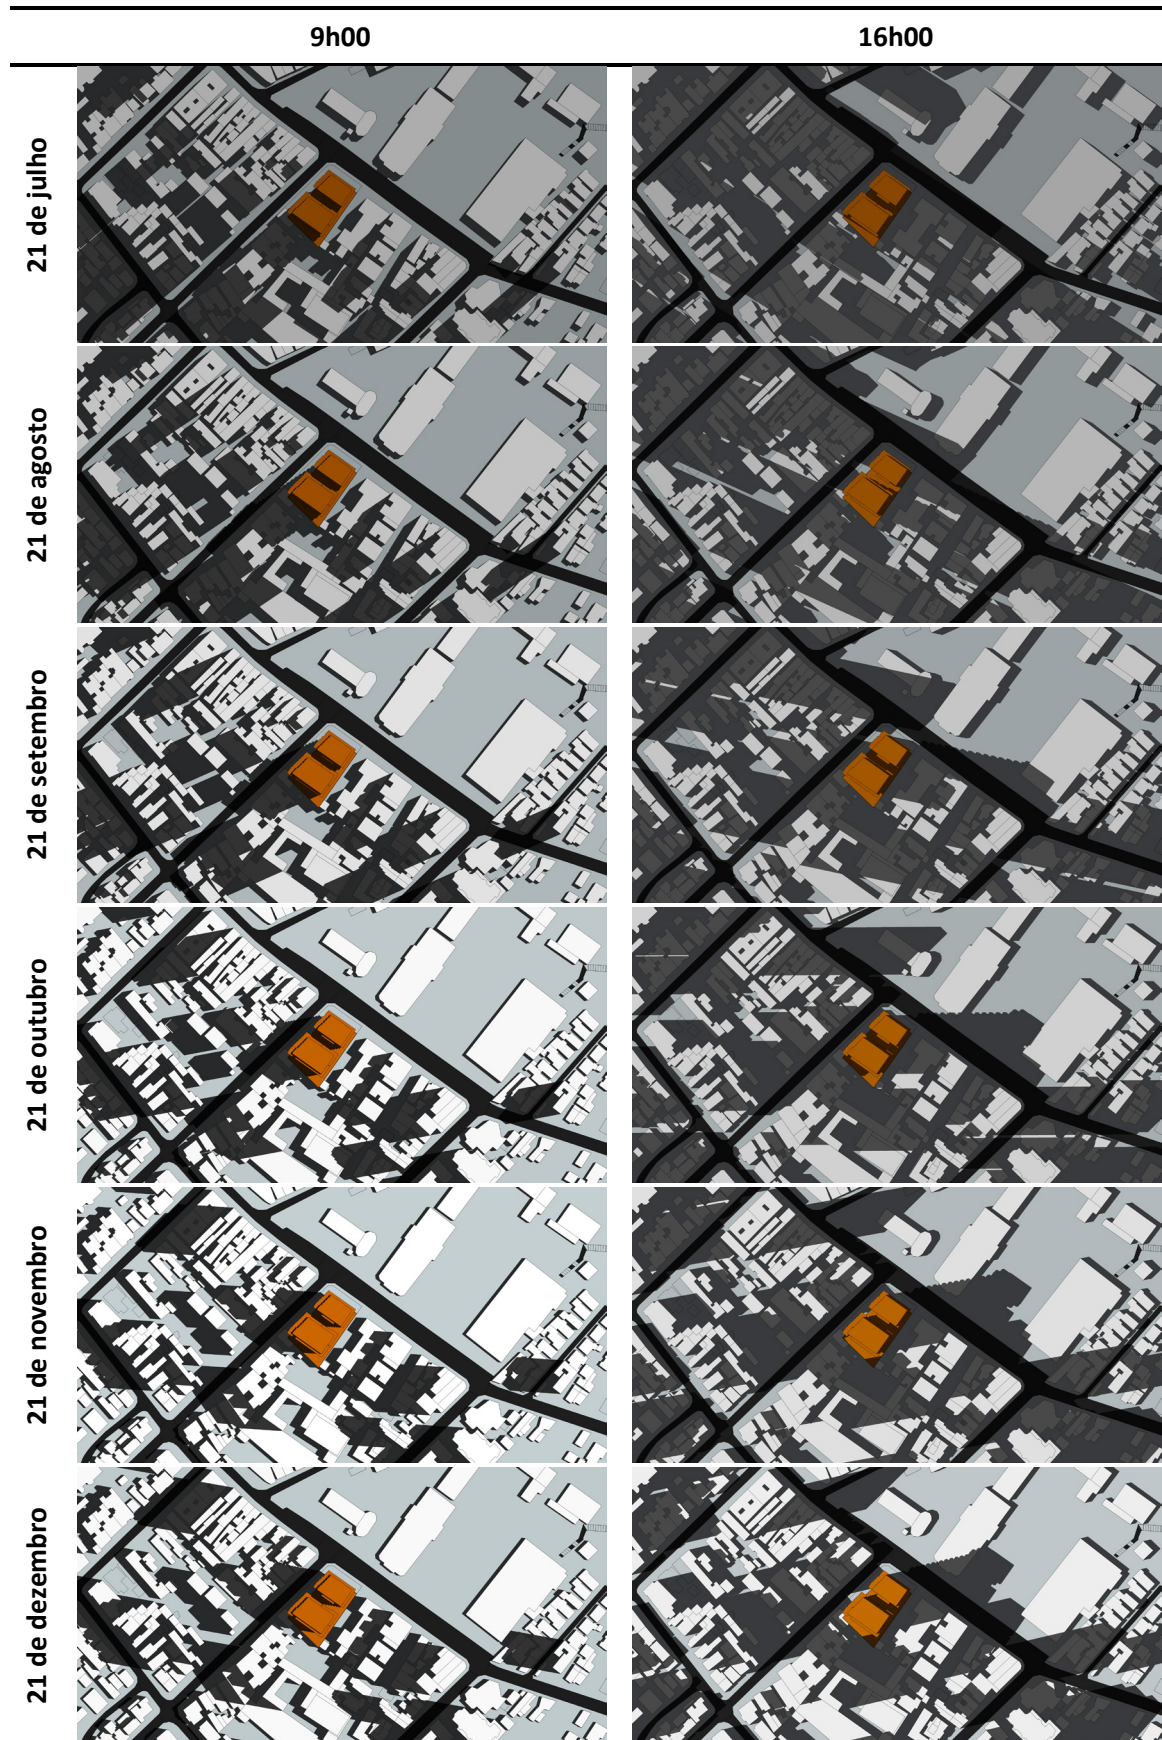 9h00 16h00
21 de julho
21 de agosto
21 de setembro
21 de outubro
21 de novembro
21 de dezembro